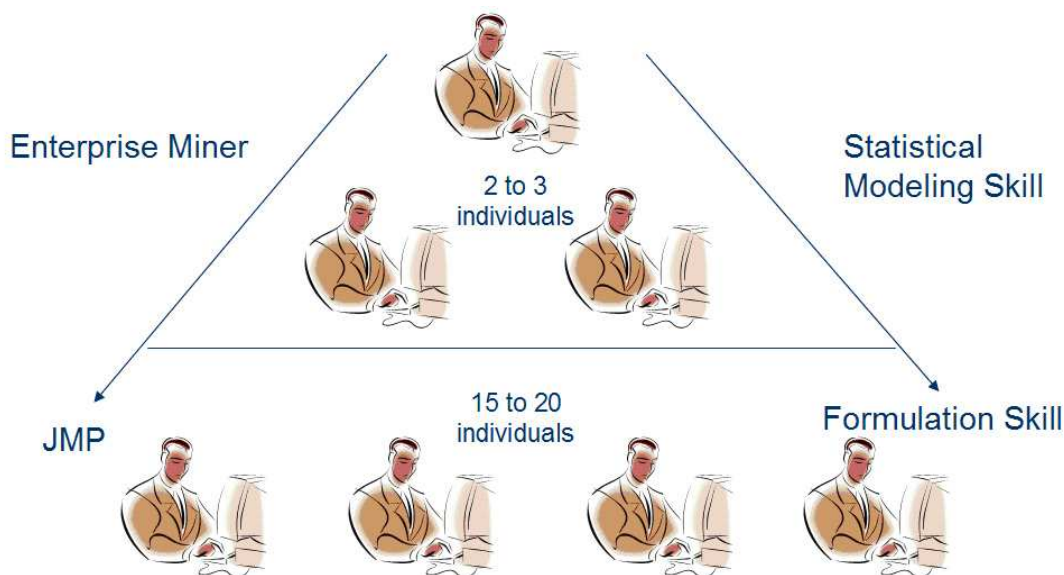 Enterprise Miner
Statistical
Modeling Skill
2 to 3
individuals
15 to 20
individuals
JMP
Formulation Skill